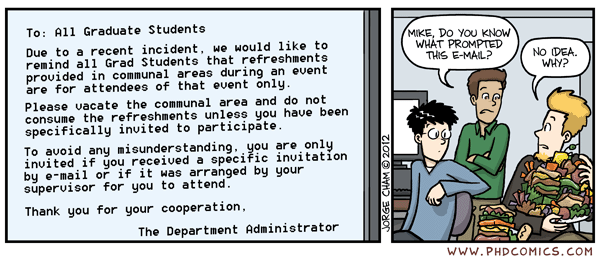 To: All Graduate Students
Due to a recent incident, we would like to
remind all Grad Students that refreshments
provided in communal areas during an event
are for attendees of that event only.
Please vacate the communal area and do not
consume the refreshments unless you have been
specifically invited to participate.
To avoid any misunderstanding, you are only
invited if you received a specific invitation
by e-mail or if it was arranged by your
supervisor for you to attend.
Thank you for your cooperation,
The Department Administrator
MIKE, DO YOU KNOW
WHAT PROMPTED
THIS E-MAIL?
NO IDEA.
WHY?
JORGE CHAM © 2012
WWW.PHDCOMICS.COM